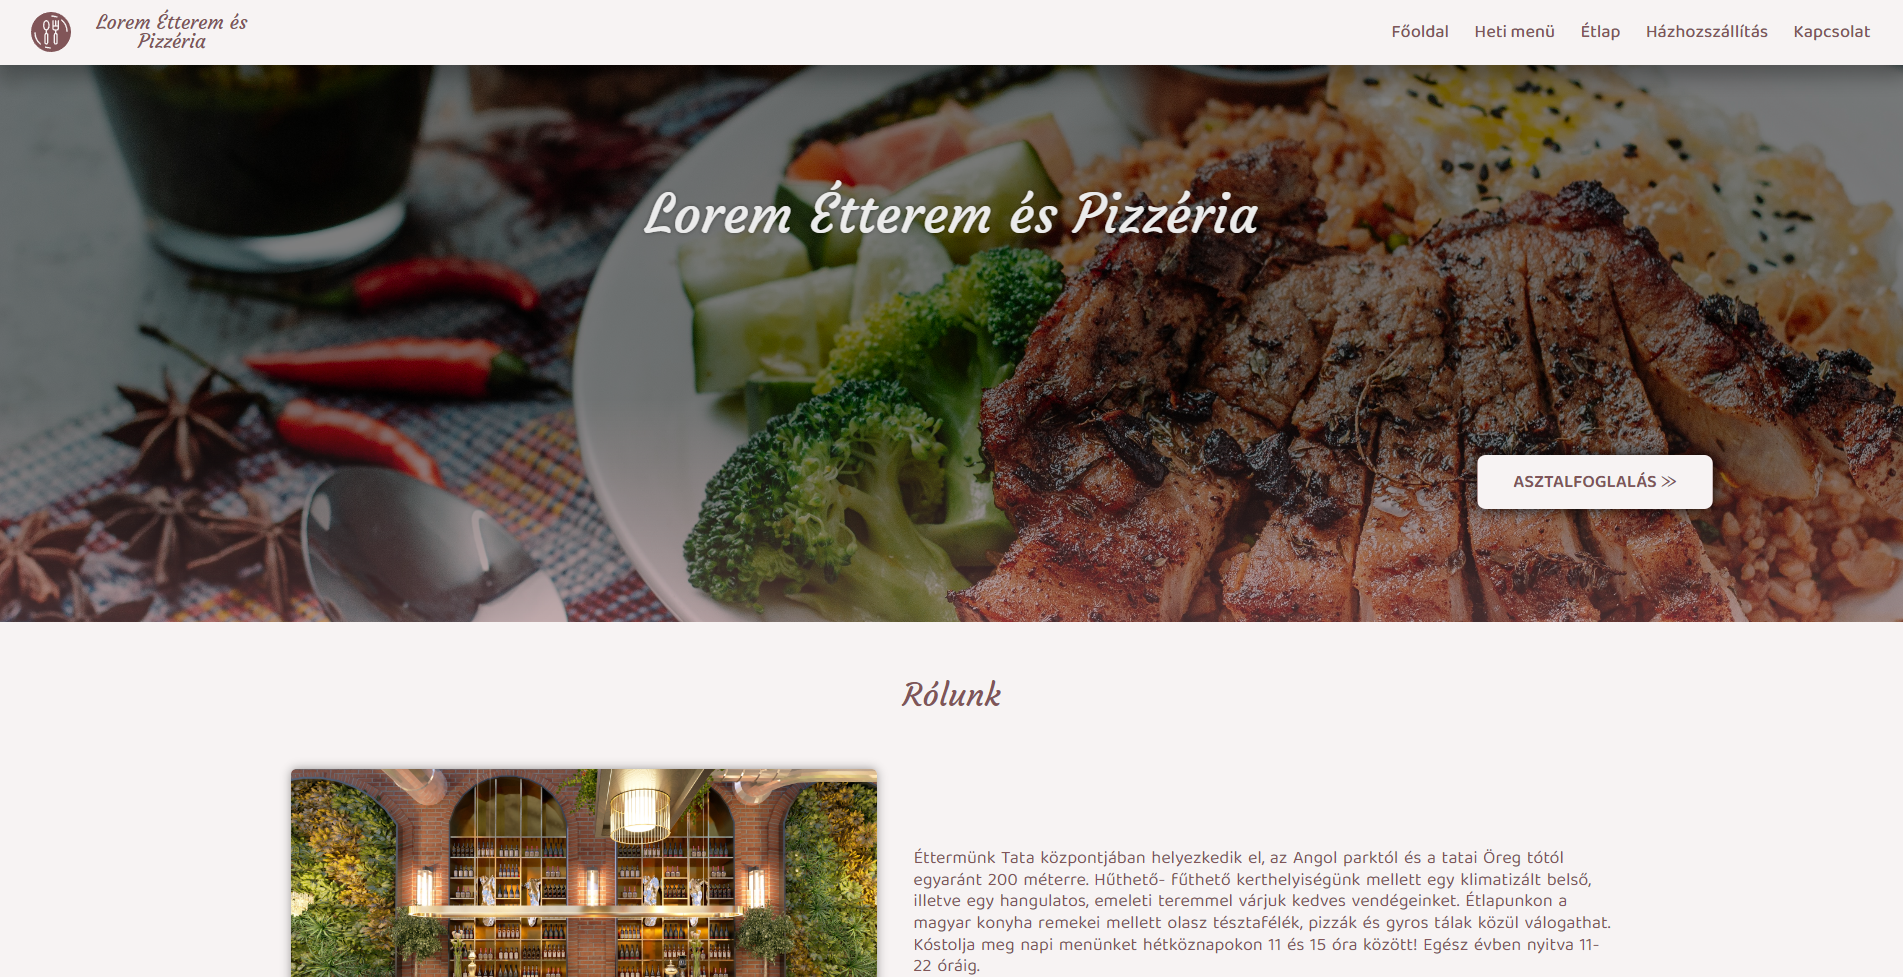 Lorem Étterem és
Pizzéria
Főoldal Heti menü Étlap Házhozszállítás Kapcsolat
Lorem Étterem és Pizzéria
ASZTALFOGLALÁS >>
Rólunk
Éttermünk Tata központjában helyezkedik el, az Angol parktól és a tatai Öreg tótól
egyaránt 200 méterre. Hűthető- fűthető kerthelyiségünk mellett egy klimatizált belső,
illetve egy hangulatos, emeleti teremmel várjuk kedves vendégeinket. Étlapunkon a
magyar konyha remekei mellett olasz tésztafélék, pizzák és gyros tálak közül válogathat.
Kóstolja meg napi menünket hétköznapokon 11 és 15 óra között! Egész évben nyitva 11-
22 óráig.